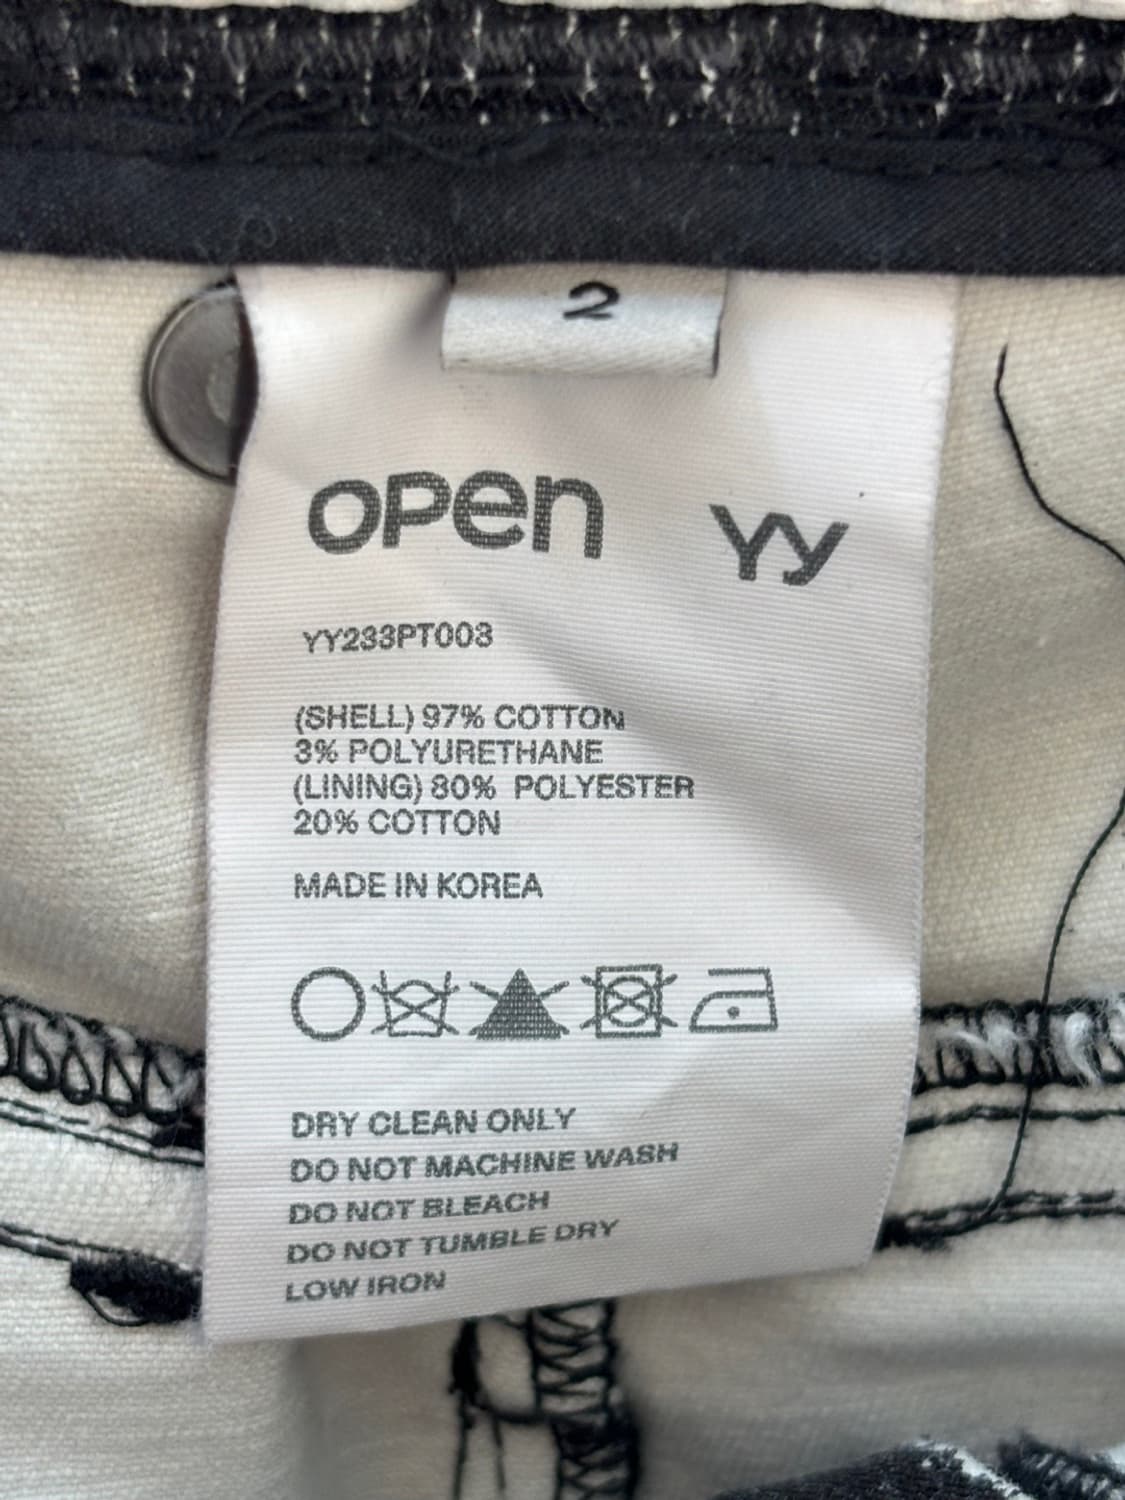 2
open YY
YY233PT003
(SHELL) 97% COTTON
3% POLYURETHANE
(LINING) 80% POLYESTER
20% COTTON
MADE IN KOREA
DRY CLEAN ONLY
DO NOT MACHINE WASH
DO NOT BLEACH
DO NOT TUMBLE DRY
LOW IRON